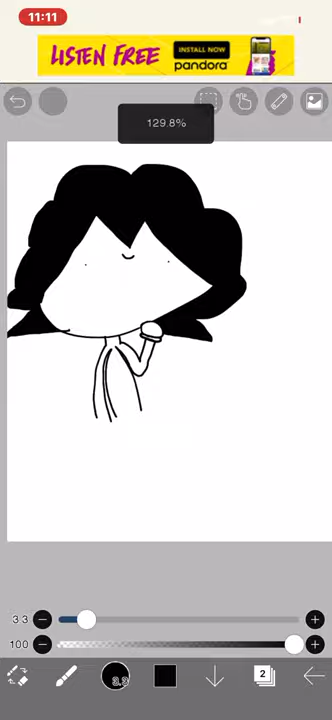 11:11
LISTEN FREE
INSTALL NOW
pandora
129.8%
3.3
100
3.3
2